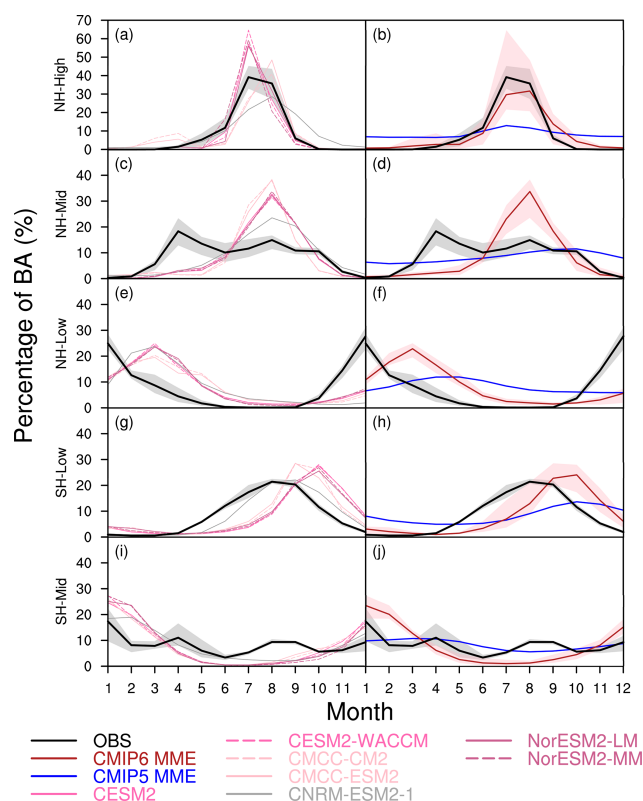 (a) (b)
70
60
50
40
30
20
10
0
NH-High
(c) (d)
40
30
20
10
0
NH-Mid
(e) (f)
40
30
20
10
0
NH-Low
(g) (h)
40
30
20
10
0
SH-Low
(i) (j)
40
30
20
10
0
SH-Mid
Percentage of BA (%)
1 2 3 4 5 6 7 8 9 10 11 1 2 3 4 5 6 7 8 9 10 11 12
Month Month
OBS
CMIP6 MME
CMIP5 MME
CESM2
CESM2-WACCM
CMCC-CM2
CMCC-ESM2
CNRM-ESM2-1
NorESM2-LM
NorESM2-MM